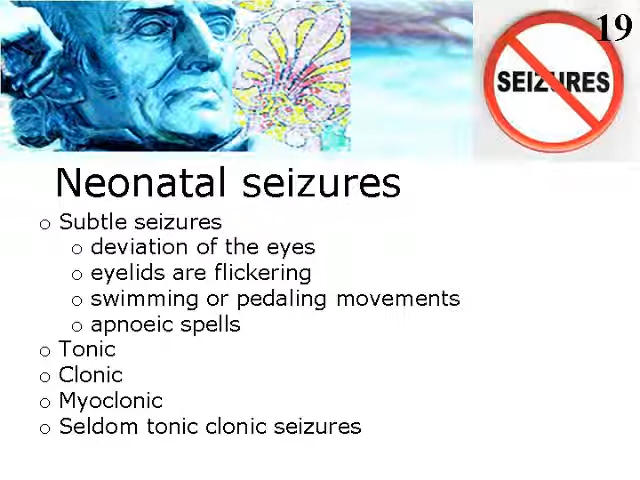 19
SEIZURES
Neonatal seizures
o Subtle seizures
o deviation of the eyes
o eyelids are flickering
o swimming or pedaling movements
o apnoeic spells
o Tonic
o Clonic
o Myoclonic
o Seldom tonic clonic seizures